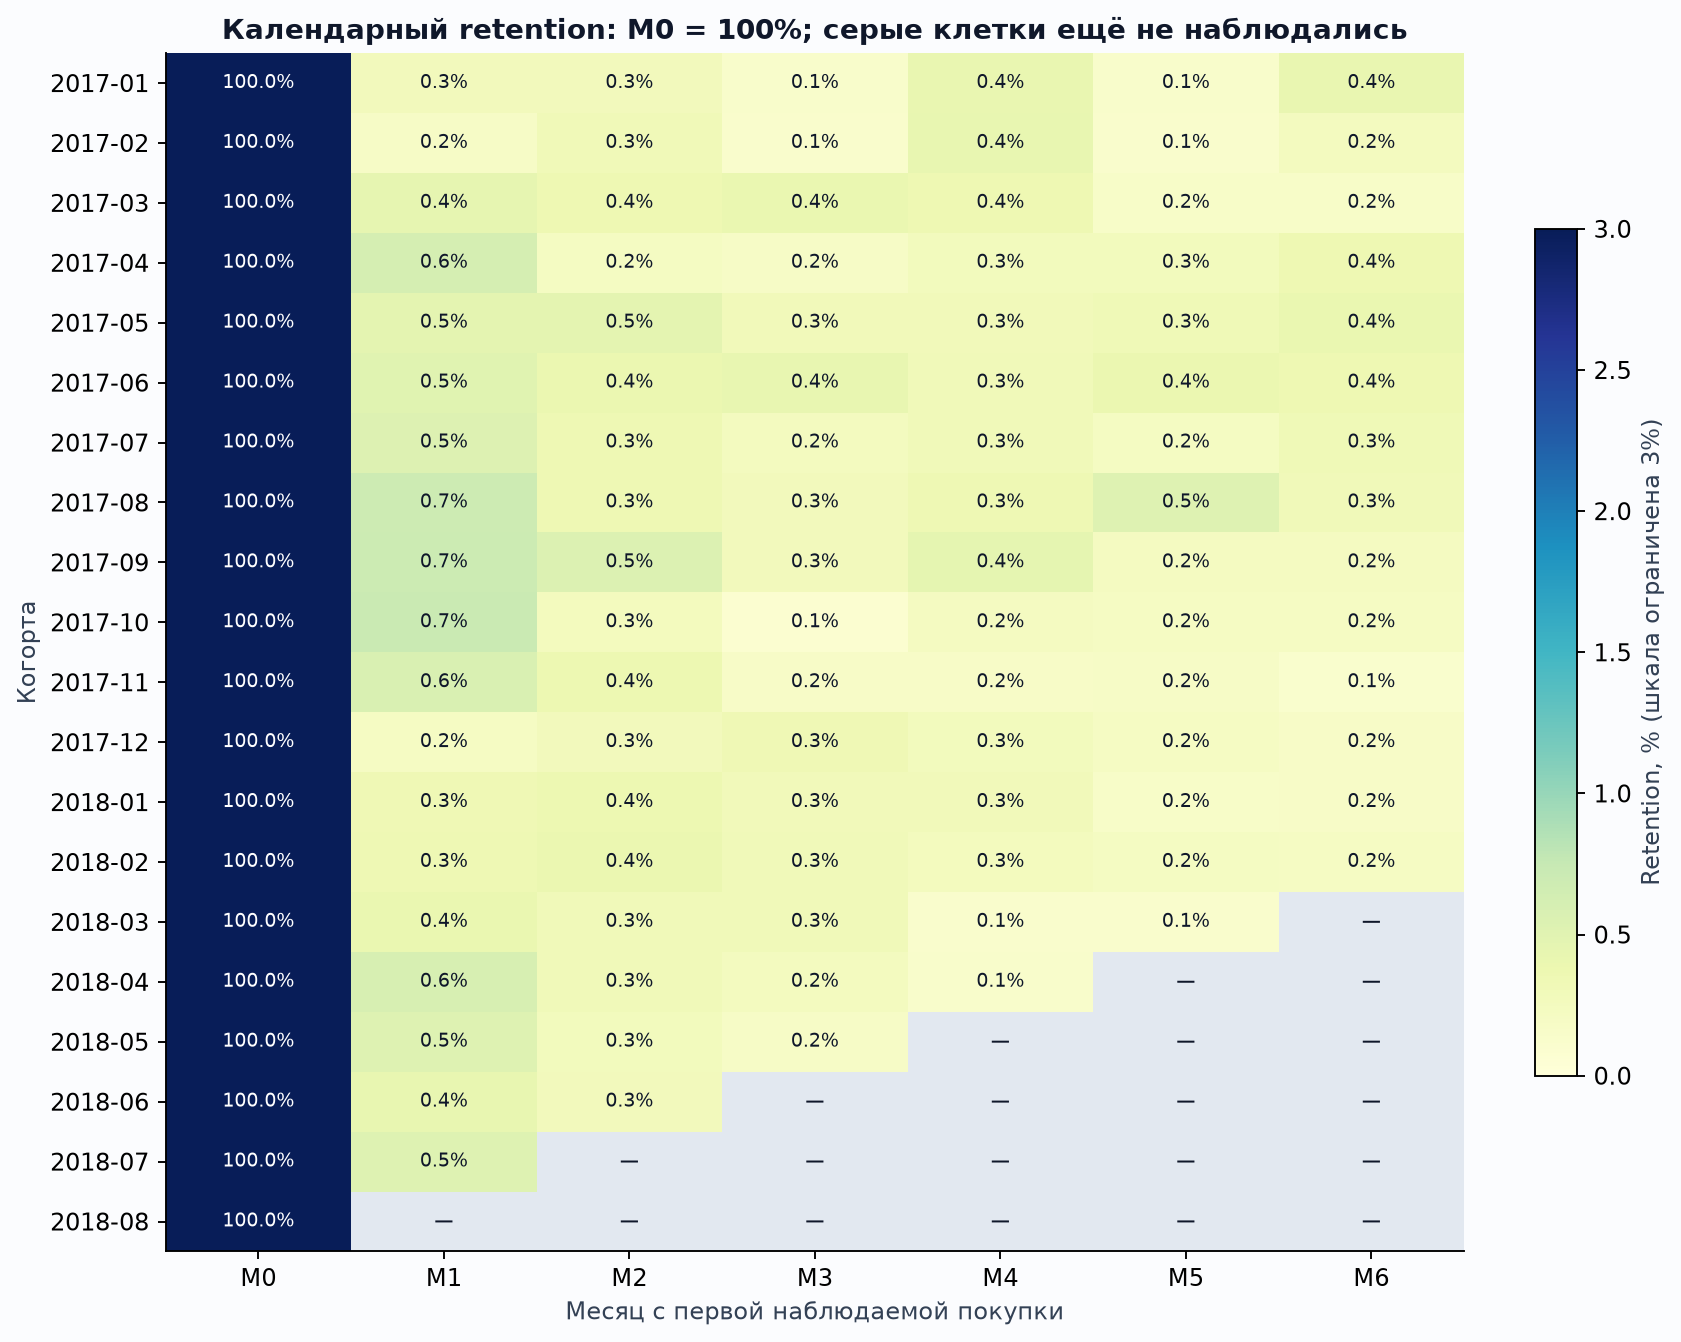 Календарный retention: M0 = 100%; серые клетки ещё не наблюдались
2017-01 100.0% 0.3% 0.3% 0.1% 0.4% 0.1% 0.4%
2017-02 100.0% 0.2% 0.3% 0.1% 0.4% 0.1% 0.2%
2017-03 100.0% 0.4% 0.4% 0.4% 0.4% 0.2% 0.2%
2017-04 100.0% 0.6% 0.2% 0.2% 0.3% 0.3% 0.4%
2017-05 100.0% 0.5% 0.5% 0.3% 0.3% 0.3% 0.4%
2017-06 100.0% 0.5% 0.4% 0.4% 0.3% 0.4% 0.4%
2017-07 100.0% 0.5% 0.3% 0.2% 0.3% 0.2% 0.3%
2017-08 100.0% 0.7% 0.3% 0.3% 0.3% 0.5% 0.3%
2017-09 100.0% 0.7% 0.5% 0.3% 0.4% 0.2% 0.2%
2017-10 100.0% 0.7% 0.3% 0.1% 0.2% 0.2% 0.2%
2017-11 100.0% 0.6% 0.4% 0.2% 0.2% 0.2% 0.1%
2017-12 100.0% 0.2% 0.3% 0.3% 0.3% 0.2% 0.2%
2018-01 100.0% 0.3% 0.4% 0.3% 0.3% 0.2% 0.2%
2018-02 100.0% 0.3% 0.4% 0.3% 0.3% 0.2% 0.2%
2018-03 100.0% 0.4% 0.3% 0.3% 0.1% 0.1% —
2018-04 100.0% 0.6% 0.3% 0.2% 0.1% — —
2018-05 100.0% 0.5% 0.3% 0.2% — — —
2018-06 100.0% 0.4% 0.3% — — — —
2018-07 100.0% 0.5% — — — — —
2018-08 100.0% — — — — — —
M0 M1 M2 M3 M4 M5 M6
Месяц с первой наблюдаемой покупки
Когорта
3.0
2.5
2.0
1.5
1.0
0.5
0.0
Retention, % (шкала ограничена 3%)